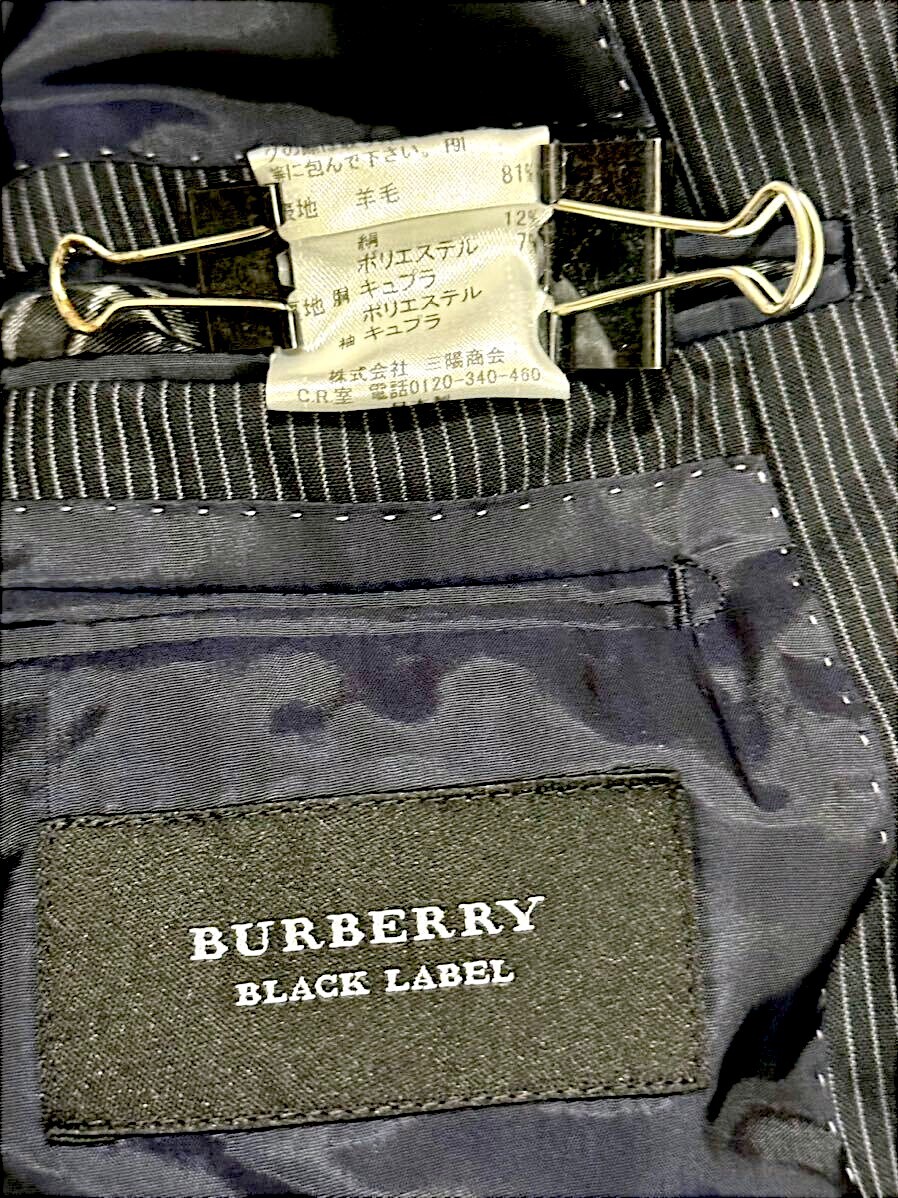 に包んで下さい。
地 羊毛 81%
絹 12%
ポリエステル 7%
地 胴 キュプラ
ポリエステル
袖 キュプラ
株式会社 三陽商会
C.R室 電話0120-340-460
BURBERRY
BLACK LABEL